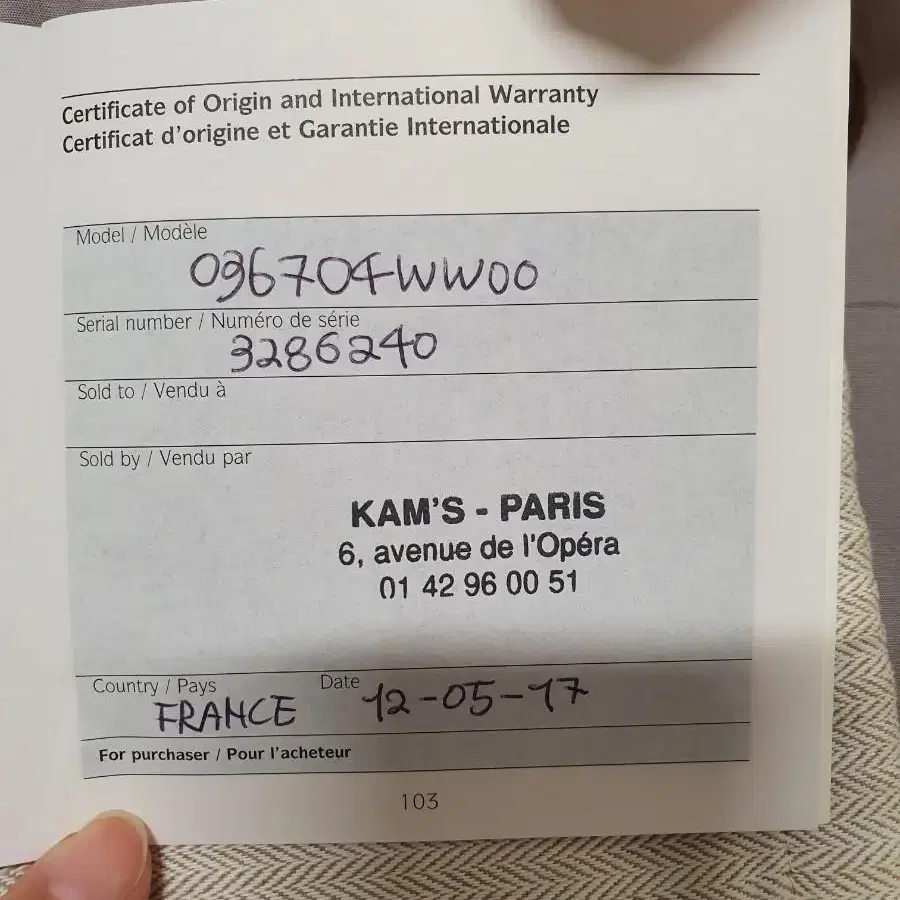 Certificate of Origin and International Warranty
Certificat d'origine et Garantie Internationale
Model / Modèle
036704WW00
Serial number / Numéro de série
3286240
Sold to / Vendu à
Sold by / Vendu par
KAM'S - PARIS
6, avenue de l'Opéra
01 42 96 00 51
Country / Pays
FRANCE
Date
12-05-17
For purchaser / Pour l'acheteur
103